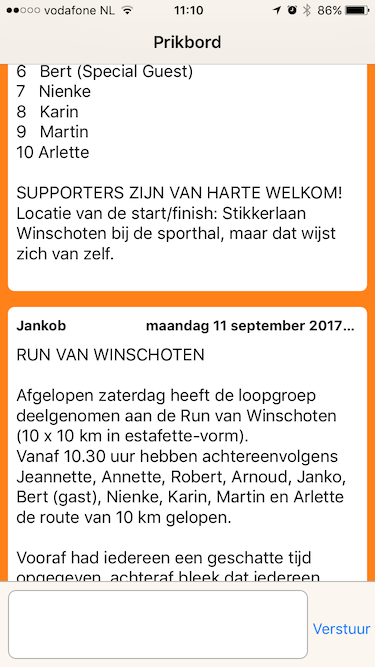 vodafone NL 11:10 86%
Prikbord
6 Bert (Special Guest)
7 Nienke
8 Karin
9 Martin
10 Arlette
SUPPORTERS ZIJN VAN HARTE WELKOM!
Locatie van de start/finish: Stikkerlaan
Winschoten bij de sporthal, maar dat wijst
zich van zelf.
Jankob maandag 11 september 2017...
RUN VAN WINSCHOTEN
Afgelopen zaterdag heeft de loopgroep
deelgenomen aan de Run van Winschoten
(10 x 10 km in estafette-vorm).
Vanaf 10.30 uur hebben achtereenvolgens
Jeannette, Annette, Robert, Arnoud, Janko,
Bert (gast), Nienke, Karin, Martin en Arlette
de route van 10 km gelopen.
Vooraf had iedereen een geschatte tijd
opgegeven, achteraf bleek dat iedereen
Verstuur